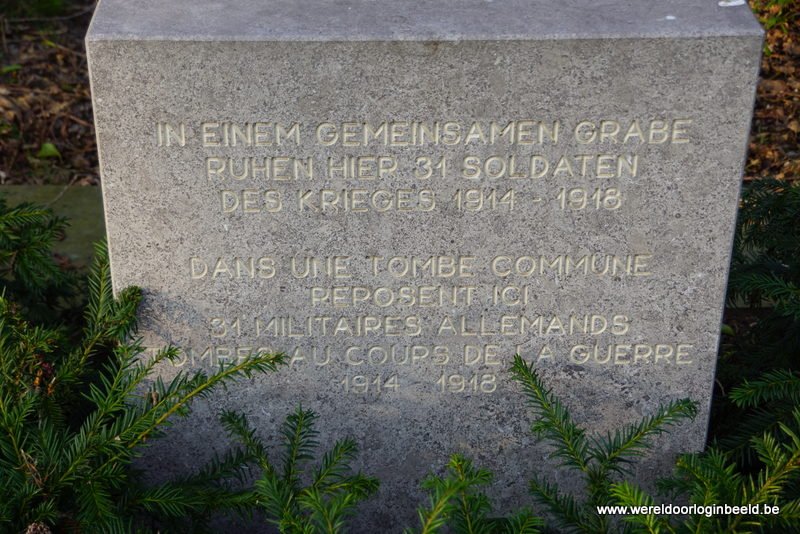 IN EINEM GEMEINSAMEN GRABE
RUHEN HIER 31 SOLDATEN
DES KRIEGES 1914 - 1918
DANS UNE TOMBE COMMUNE
REPOSENT ICI
31 MILITAIRES ALLEMANDS
TOMBES AU COURS DE LA GUERRE
1914 1918
www.wereldoorloginbeeld.be